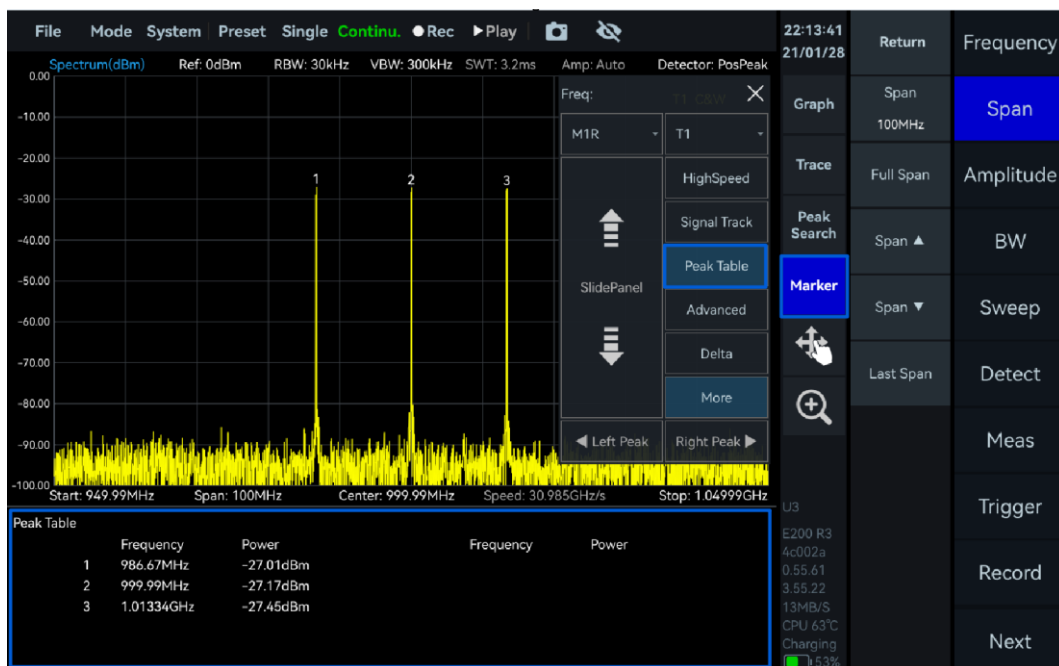 File Mode System Preset Single Continu. Rec Play
22:13:41
21/01/28
Spectrum(dBm) Ref: 0dBm RBW: 30kHz VBW: 300kHz SWT: 3.2ms Amp: Auto Detector: PosPeak
0.00
-10.00
-20.00
-30.00
-40.00
-50.00
-60.00
-70.00
-80.00
-90.00
-100.00
1 2 3
Freq: T1 C&W
M1R T1
HighSpeed
Signal Track
Peak Table
SlidePanel
Advanced
Delta
More
Left Peak Right Peak
Start: 949.99MHz Span: 100MHz Center: 999.99MHz Speed: 30.985GHz/s Stop: 1.04999GHz
Peak Table
Frequency Power Frequency Power
1 986.67MHz -27.01dBm
2 999.99MHz -27.17dBm
3 1.01334GHz -27.45dBm
Graph
Trace
Peak
Search
Marker
U3
E200 R3
4c002a
0.55.61
3.55.22
13MB/S
CPU 63℃
Charging
53%
Return
Span
100MHz
Full Span
Span ▲
Span ▼
Last Span
Frequency
Span
Amplitude
BW
Sweep
Detect
Meas
Trigger
Record
Next